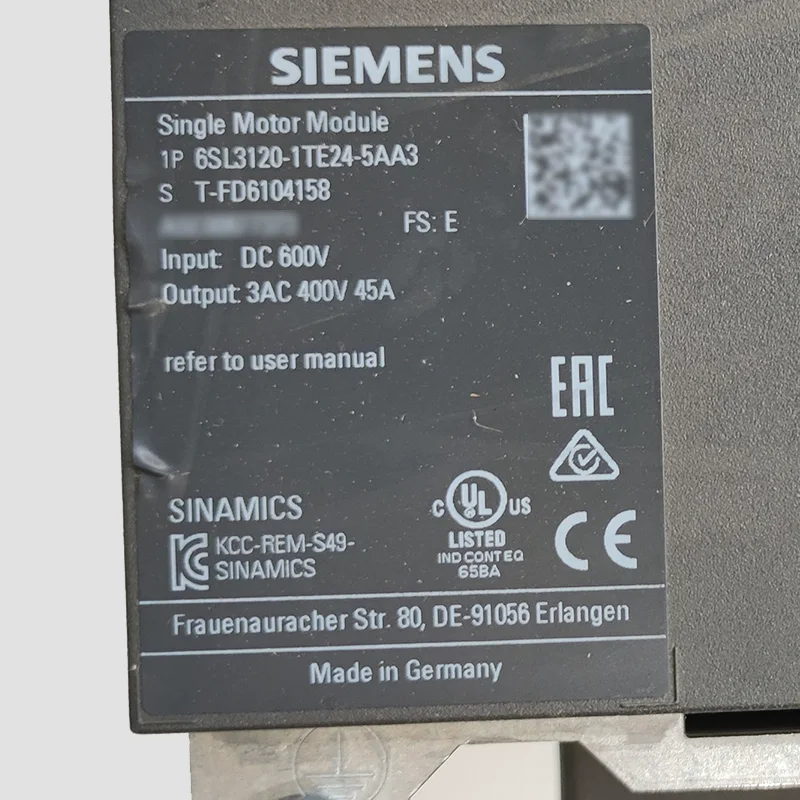 SIEMENS
Single Motor Module
1P 6SL3120-1TE24-5AA3
S T-FD6104158
FS: E
Input: DC 600V
Output: 3AC 400V 45A
refer to user manual
EAC
SINAMICS
C UL US
LISTED
IND CONT EQ
65BA
KCC-REM-S49-
SINAMICS
CE
Frauenauracher Str. 80, DE-91056 Erlangen
Made in Germany